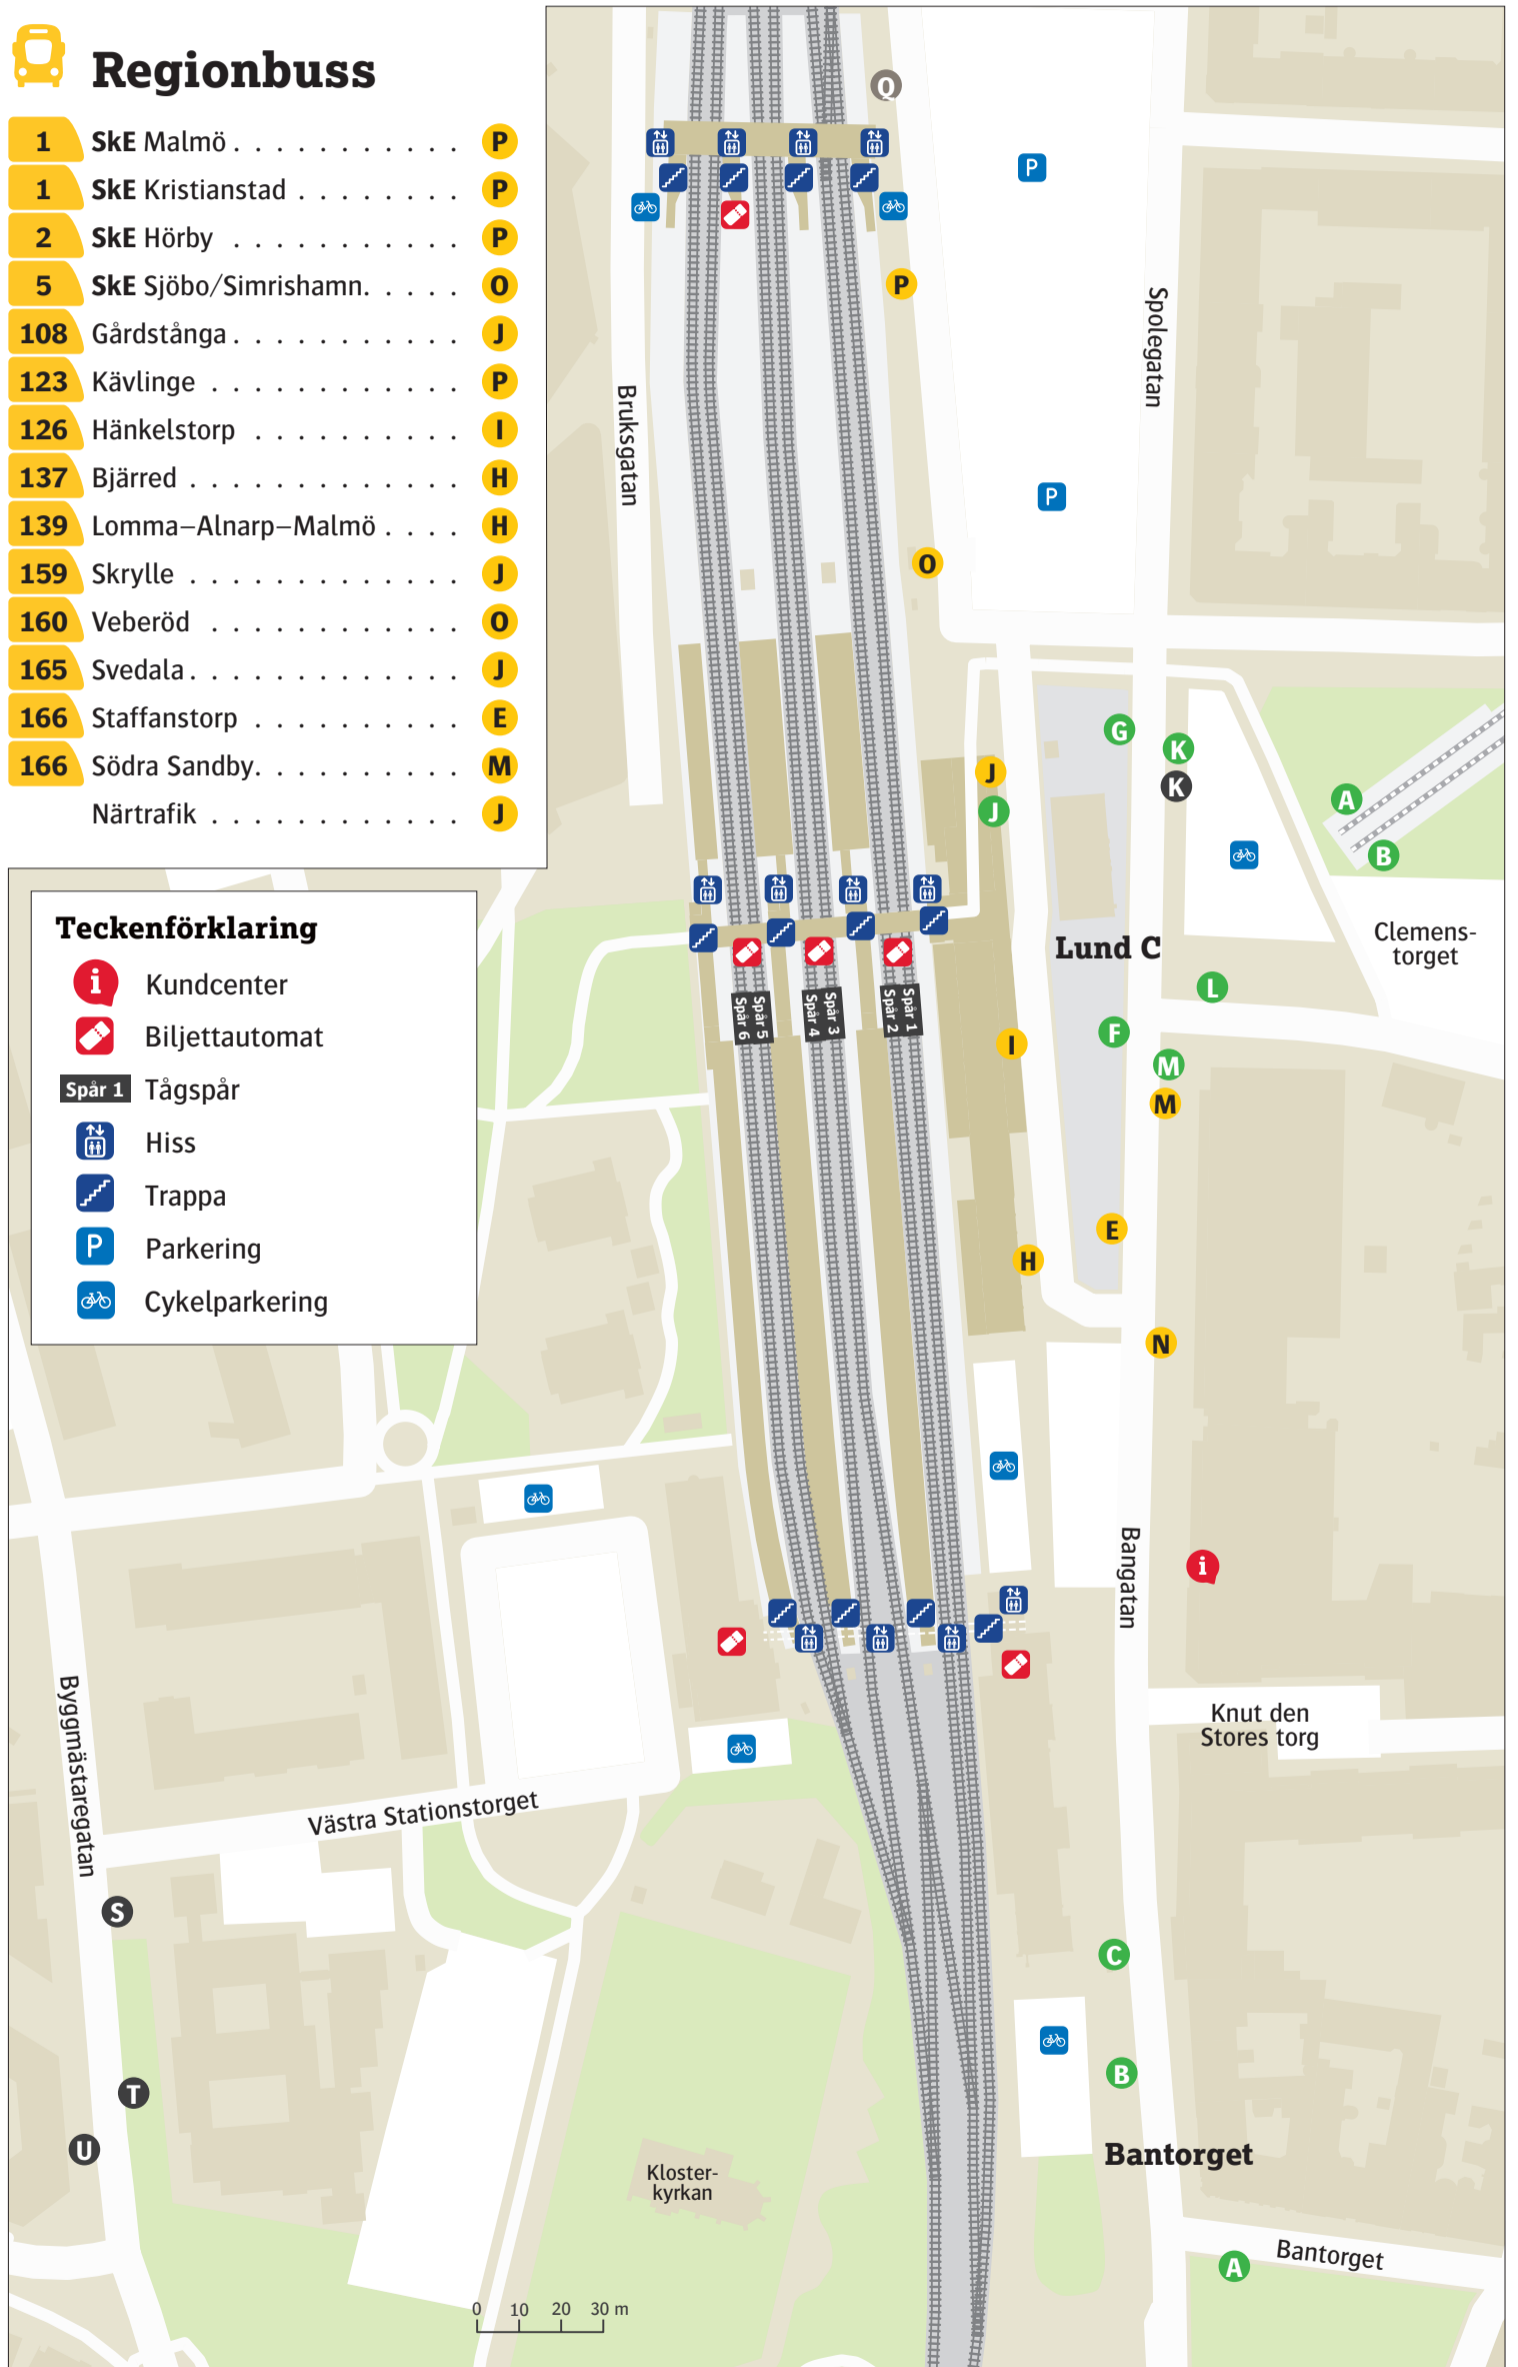 Regionbuss
1 SkE Malmö . . . . . . . . . . . P
1 SkE Kristianstad . . . . . . . . P
2 SkE Hörby . . . . . . . . . . . P
5 SkE Sjöbo/Simrishamn. . . . . O
108 Gårdstånga . . . . . . . . . . . J
123 Kävlinge . . . . . . . . . . . . P
126 Hänkelstorp . . . . . . . . . . I
137 Bjärred . . . . . . . . . . . . . H
139 Lomma–Alnarp–Malmö . . . . H
159 Skrylle . . . . . . . . . . . . . J
160 Veberöd . . . . . . . . . . . . O
165 Svedala . . . . . . . . . . . . . J
166 Staffanstorp . . . . . . . . . . E
166 Södra Sandby. . . . . . . . . . M
Närtrafik . . . . . . . . . . . . J
Teckenförklaring
i Kundcenter
Biljettautomat
Spår 1 Tågspår
Hiss
Trappa
P Parkering
Cykelparkering
Q
P
P
Spolegatan
Bruksgatan
P
O
G
K
J
K
A
J
B
Clemens-
torget
Lund C
L
Spår 6
Spår 5
Spår 4
Spår 3
Spår 2
Spår 1
F
I
M
M
E
H
N
Bangatan
i
Knut den
Stores torg
Byggmästaregatan
Västra Stationstorget
S
C
B
T
U
Bantorget
Kloster-
kyrkan
Bantorget
A
0 10 20 30 m